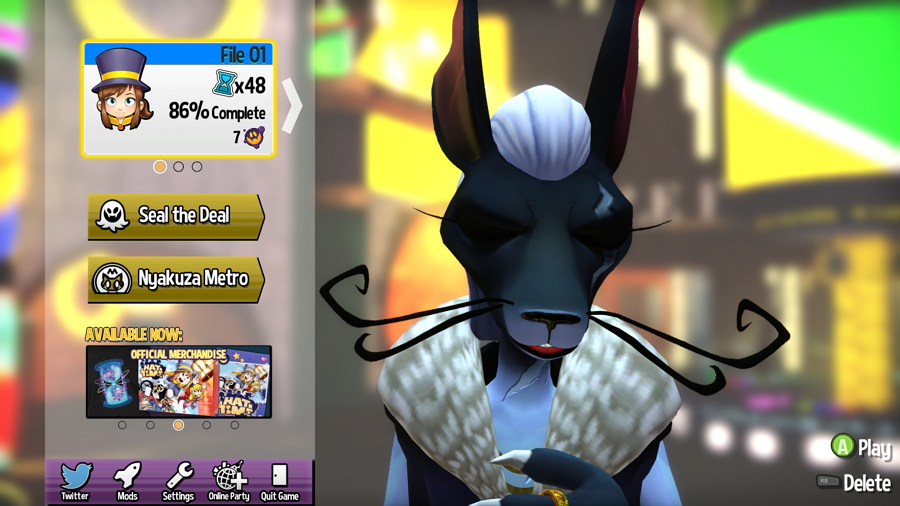 File 01
x48
86% Complete
7
Seal the Deal
Nyakuza Metro
AVAILABLE NOW:
OFFICIAL MERCHANDISE
Twitter
Mods
Settings
Online Party
Quit Game
A Play
Delete